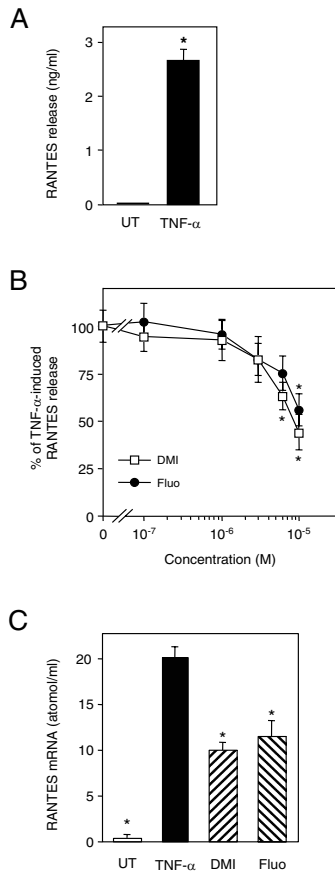 A
RANTES release (ng/ml)
3
2
1
0
*
UT TNF-α
B
% of TNF-α-induced
RANTES release
100
75
50
25
0
DMI
Fluo
*
*
*
0 10⁻⁷ 10⁻⁶ 10⁻⁵
Concentration (M)
C
RANTES mRNA (atomol/ml)
20
10
0
*
*
*
UT TNF-α DMI Fluo